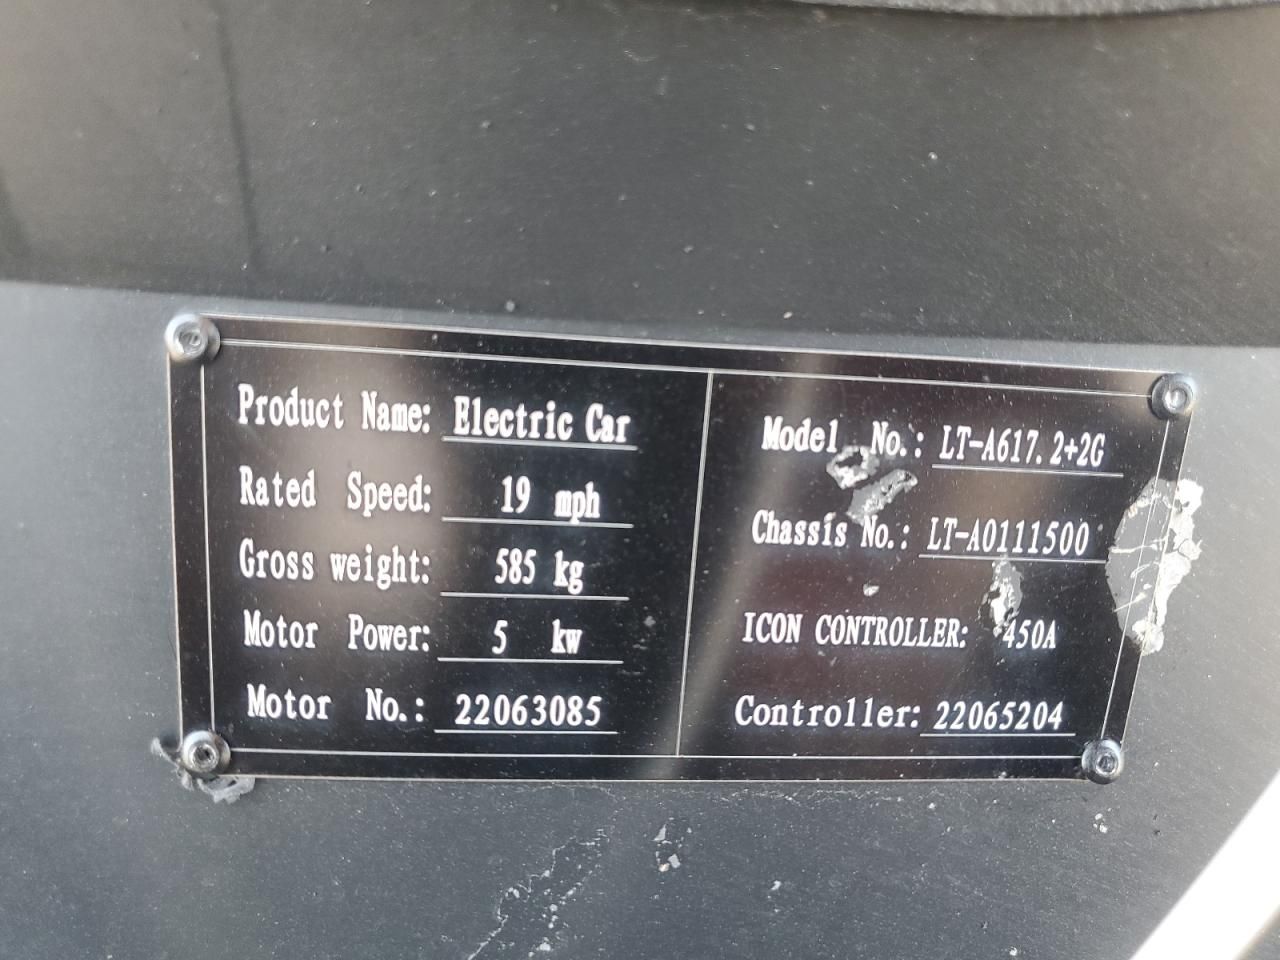 Product Name: Electric Car
Rated Speed: 19 mph
Gross weight: 585 kg
Motor Power: 5 kw
Motor No.: 22063085
Model No.: LT-A617.2+2G
Chassis No.: LT-A0111500
ICON CONTROLLER: 450A
Controller: 22065204